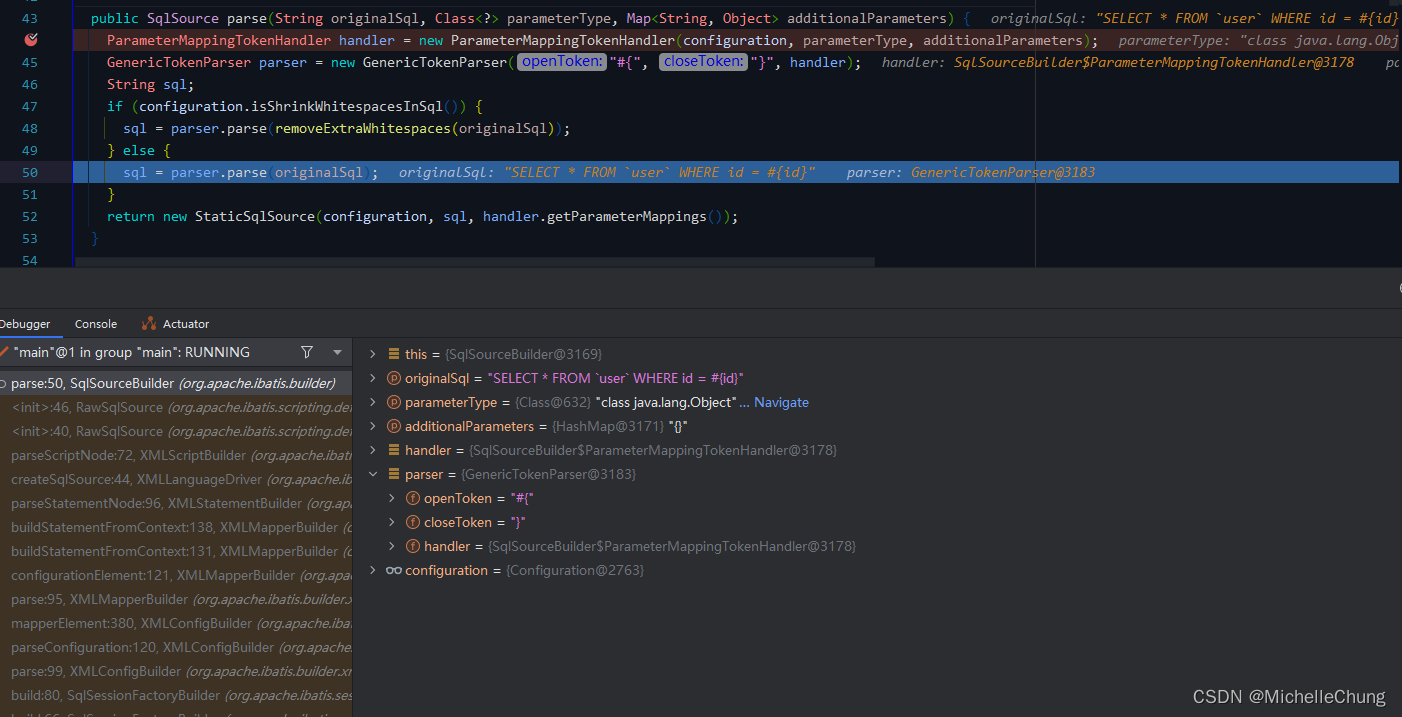 43 public SqlSource parse(String originalSql, Class<?> parameterType, Map<String, Object> additionalParameters) { originalSql: "SELECT * FROM `user` WHERE id = #{id}
ParameterMappingTokenHandler handler = new ParameterMappingTokenHandler(configuration, parameterType, additionalParameters); parameterType: "class java.lang.Obj
45 GenericTokenParser parser = new GenericTokenParser( openToken: "#{", closeToken: "}", handler); handler: SqlSourceBuilder$ParameterMappingTokenHandler@3178 pa
46 String sql;
47 if (configuration.isShrinkWhitespacesInSql()) {
48 sql = parser.parse(removeExtraWhitespaces(originalSql));
49 } else {
50 sql = parser.parse(originalSql); originalSql: "SELECT * FROM `user` WHERE id = #{id}" parser: GenericTokenParser@3183
51 }
52 return new StaticSqlSource(configuration, sql, handler.getParameterMappings());
53 }
54
Debugger Console Actuator
"main"@1 in group "main": RUNNING
parse:50, SqlSourceBuilder (org.apache.ibatis.builder)
<init>:46, RawSqlSource (org.apache.ibatis.scripting.def
<init>:40, RawSqlSource (org.apache.ibatis.scripting.def
parseScriptNode:72, XMLScriptBuilder (org.apache.ibatis
createSqlSource:44, XMLLanguageDriver (org.apache.ib
parseStatementNode:96, XMLStatementBuilder (org.apa
buildStatementFromContext:138, XMLMapperBuilder (o
buildStatementFromContext:131, XMLMapperBuilder (o
configurationElement:121, XMLMapperBuilder (org.apa
parse:95, XMLMapperBuilder (org.apache.ibatis.builder.x
mapperElement:380, XMLConfigBuilder (org.apache.iba
parseConfiguration:120, XMLConfigBuilder (org.apache.
parse:99, XMLConfigBuilder (org.apache.ibatis.builder.xm
build:80, SqlSessionFactoryBuilder (org.apache.ibatis.ses
this = {SqlSourceBuilder@3169}
originalSql = "SELECT * FROM `user` WHERE id = #{id}"
parameterType = {Class@632} "class java.lang.Object" ... Navigate
additionalParameters = {HashMap@3171} "{}"
handler = {SqlSourceBuilder$ParameterMappingTokenHandler@3178}
parser = {GenericTokenParser@3183}
openToken = "#{"
closeToken = "}"
handler = {SqlSourceBuilder$ParameterMappingTokenHandler@3178}
configuration = {Configuration@2763}
CSDN @MichelleChung